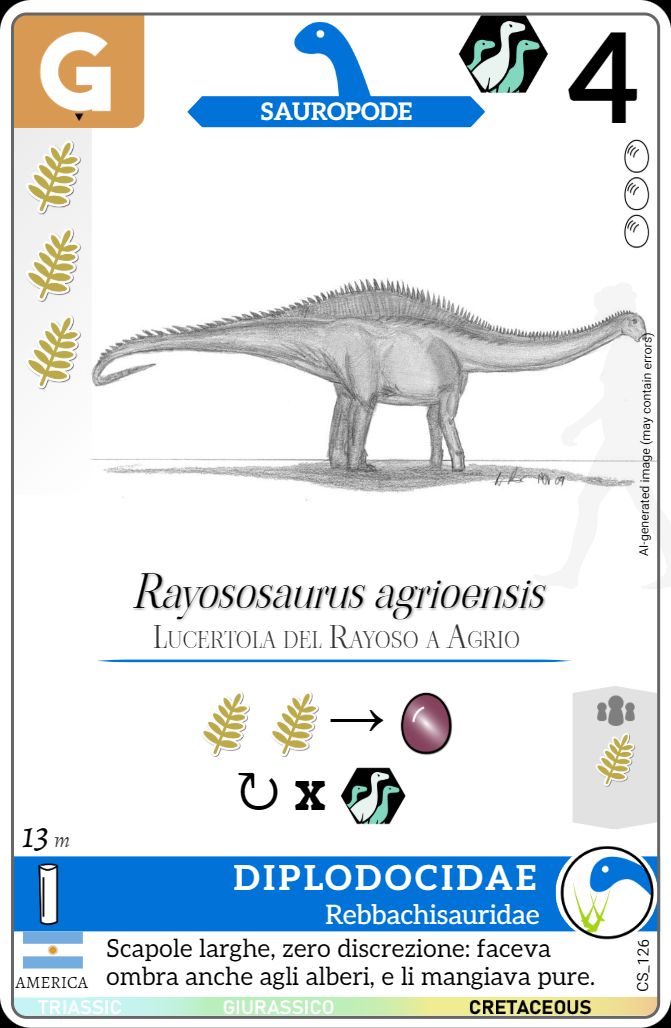 G
SAUROPODE
4
AI-generated image (may contain errors)
Rayososaurus agrioensis
Lucertola del Rayoso a Agrio
x
13 m
DIPLODOCIDAE
Rebbachisauridae
AMERICA
Scapole larghe, zero discrezione: faceva
ombra anche agli alberi, e li mangiava pure.
CS_126
TRIASSIC
GIURASSICO
CRETACEOUS